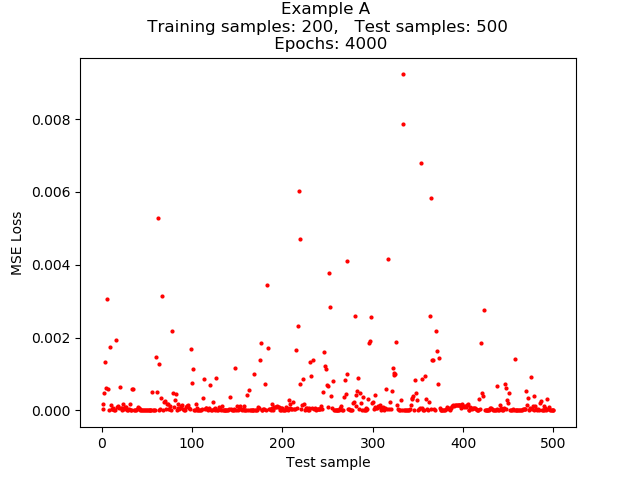 Example A
Training samples: 200,   Test samples: 500
Epochs: 4000
0.008
0.006
0.004
0.002
0.000
MSE Loss
0 100 200 300 400 500
Test sample